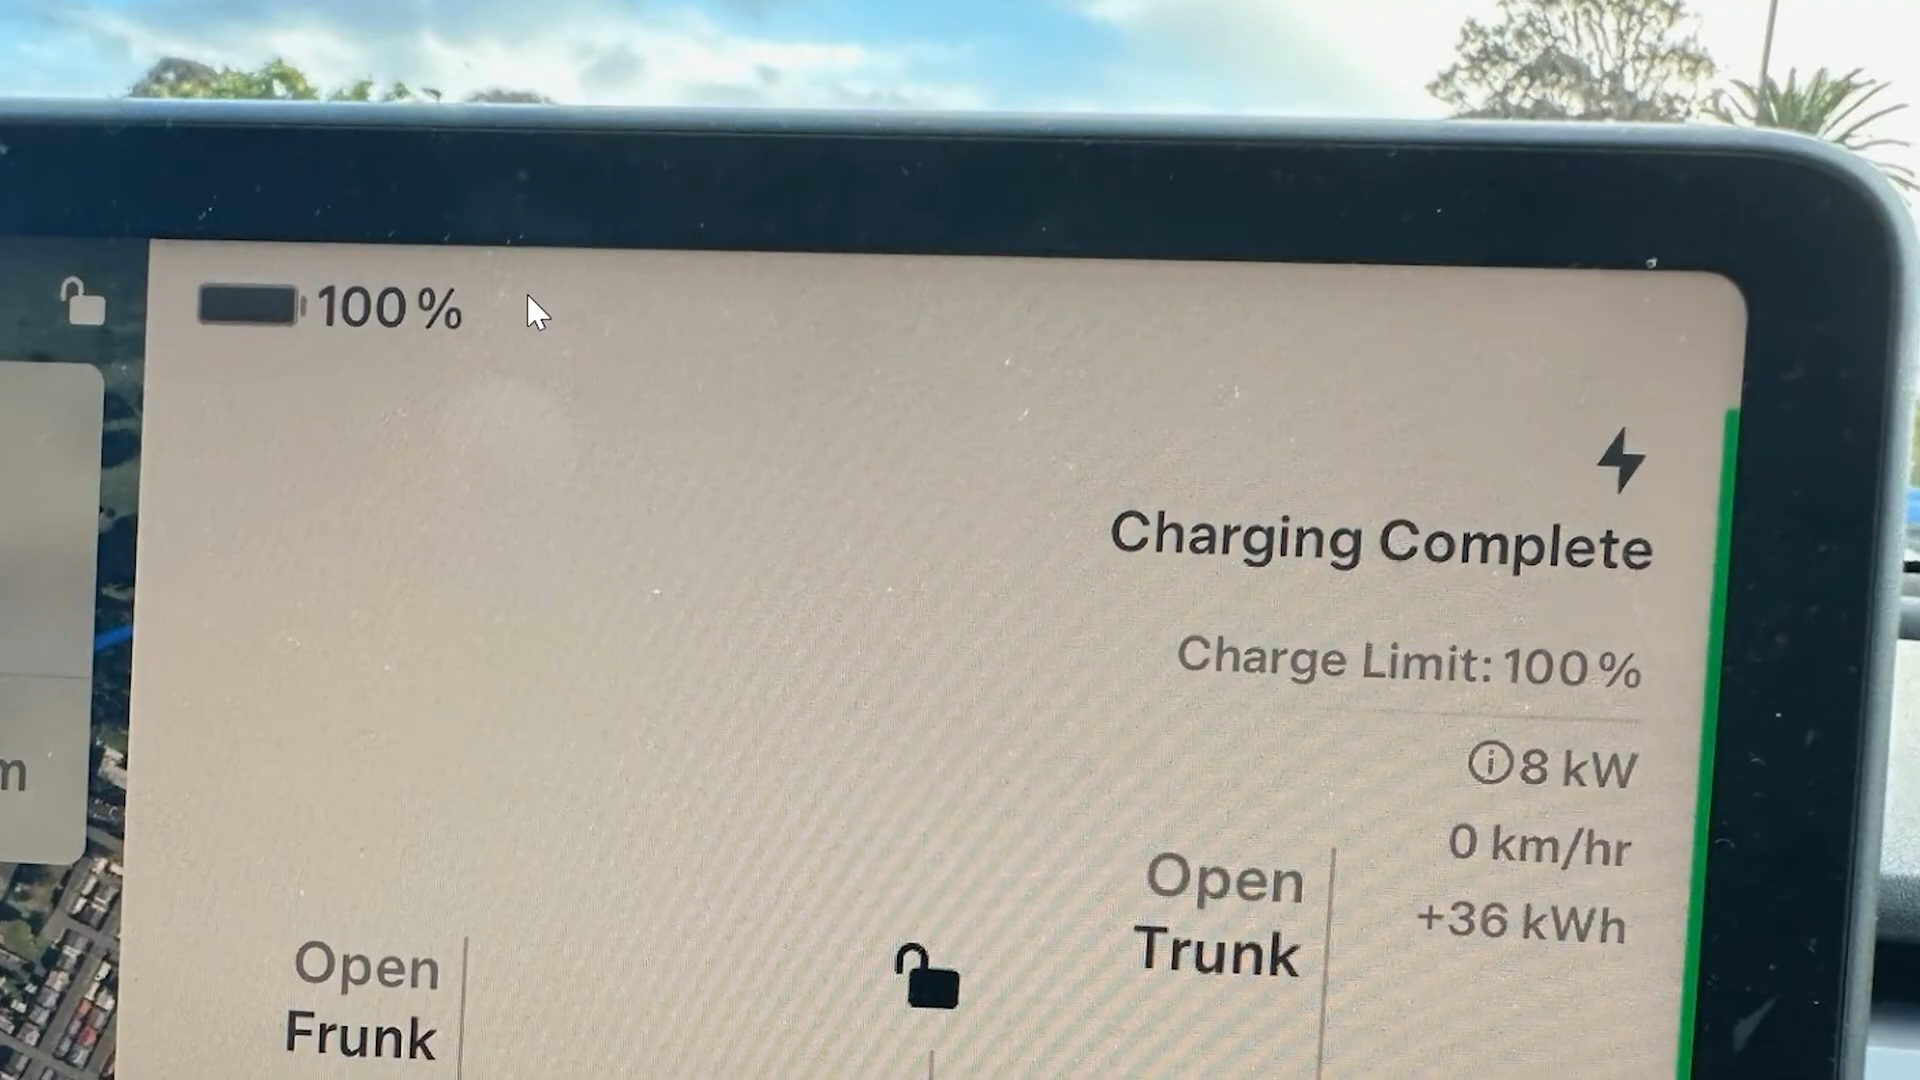 100 %
Charging Complete
Charge Limit: 100 %
8 kW
0 km/hr
+36 kWh
Open
Trunk
Open
Frunk
m